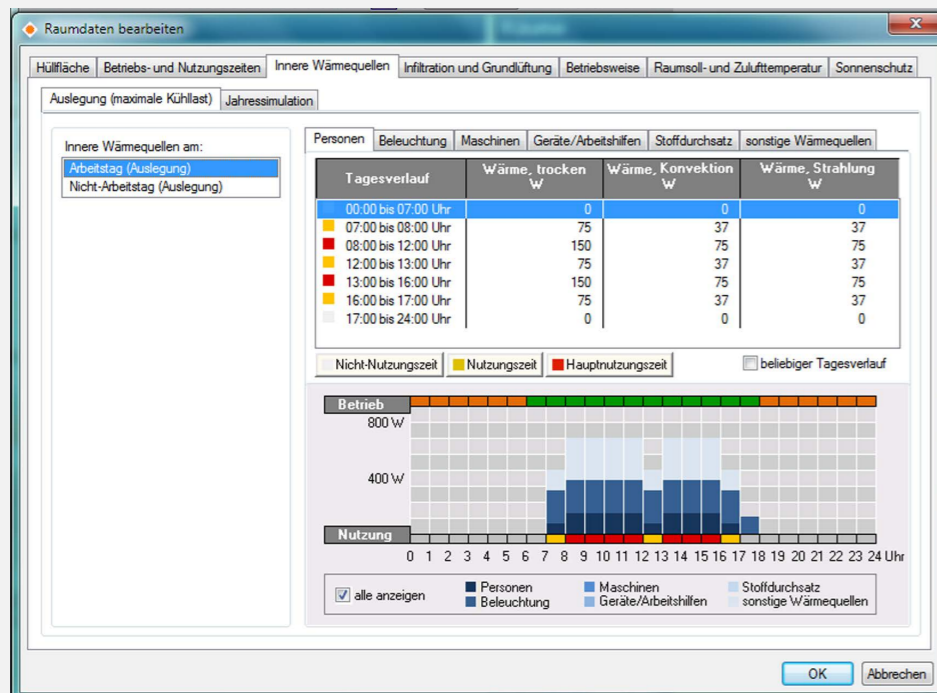 Raumdaten bearbeiten
Hüllfläche Betriebs- und Nutzungszeiten Innere Wärmequellen Infiltration und Grundlüftung Betriebsweise Raumsoll- und Zulufttemperatur Sonnenschutz
Auslegung (maximale Kühllast) Jahressimulation
Innere Wärmequellen am:
Arbeitstag (Auslegung)
Nicht-Arbeitstag (Auslegung)
Personen Beleuchtung Maschinen Geräte/Arbeitshilfen Stoffdurchsatz sonstige Wärmequellen
Tagesverlauf Wärme, trocken W Wärme, Konvektion W Wärme, Strahlung W
00:00 bis 07:00 Uhr 0 0 0
07:00 bis 08:00 Uhr 75 37 37
08:00 bis 12:00 Uhr 150 75 75
12:00 bis 13:00 Uhr 75 37 37
13:00 bis 16:00 Uhr 150 75 75
16:00 bis 17:00 Uhr 75 37 37
17:00 bis 24:00 Uhr 0 0 0
Nicht-Nutzungszeit Nutzungszeit Hauptnutzungszeit beliebiger Tagesverlauf
Betrieb
800 W
400 W
Nutzung
0 1 2 3 4 5 6 7 8 9 10 11 12 13 14 15 16 17 18 19 20 21 22 23 24 Uhr
alle anzeigen
Personen Maschinen Stoffdurchsatz
Beleuchtung Geräte/Arbeitshilfen sonstige Wärmequellen
OK Abbrechen